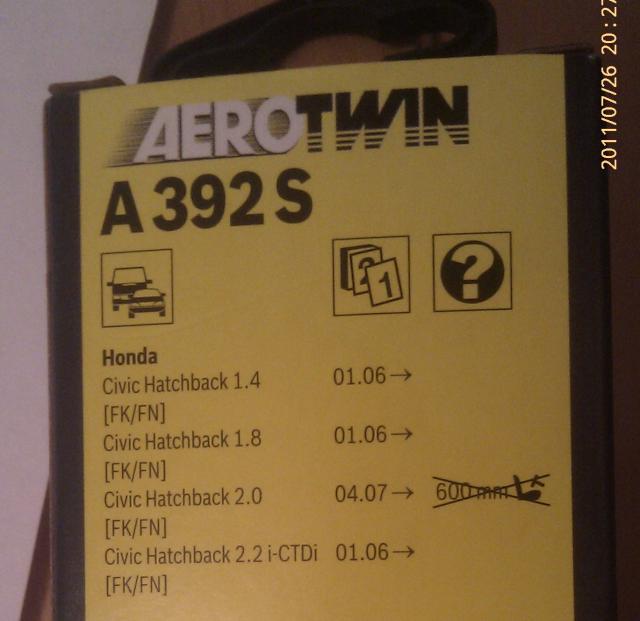 2011/07/26 20:27
AEROTWIN
A 392 S
2 1
?
Honda
Civic Hatchback 1.4 01.06→
[FK/FN]
Civic Hatchback 1.8 01.06→
[FK/FN]
Civic Hatchback 2.0 04.07→ 600 mm
[FK/FN]
Civic Hatchback 2.2 i-CTDi 01.06→
[FK/FN]